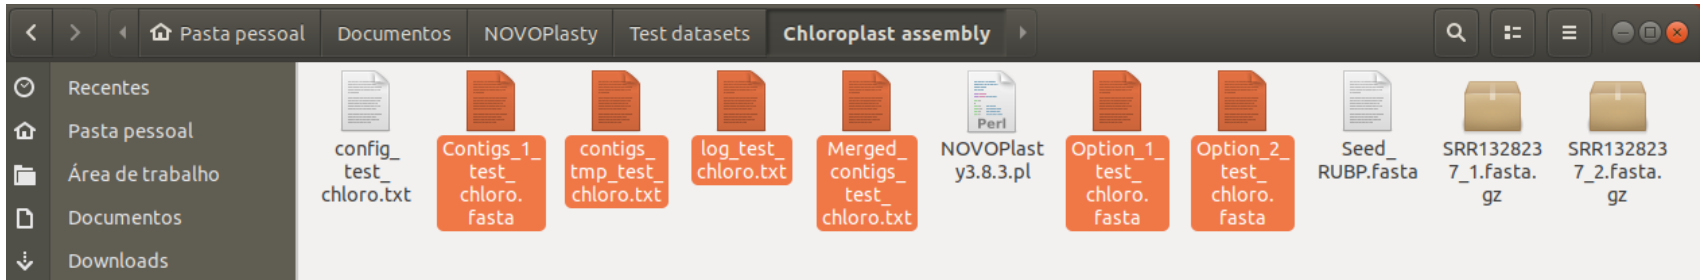 Pasta pessoal Documentos NOVOPlasty Test datasets Chloroplast assembly
Recentes
Pasta pessoal
Área de trabalho
Documentos
Downloads
config_
test_
chloro.txt
Contigs_1_
test_
chloro.
fasta
contigs_
tmp_test_
chloro.txt
log_test_
chloro.txt
Merged_
contigs_
test_
chloro.txt
Perl
NOVOPlast
y3.8.3.pl
Option_1_
test_
chloro.
fasta
Option_2_
test_
chloro.
fasta
Seed_
RUBP.fasta
SRR132823
7_1.fasta.
gz
SRR132823
7_2.fasta.
gz